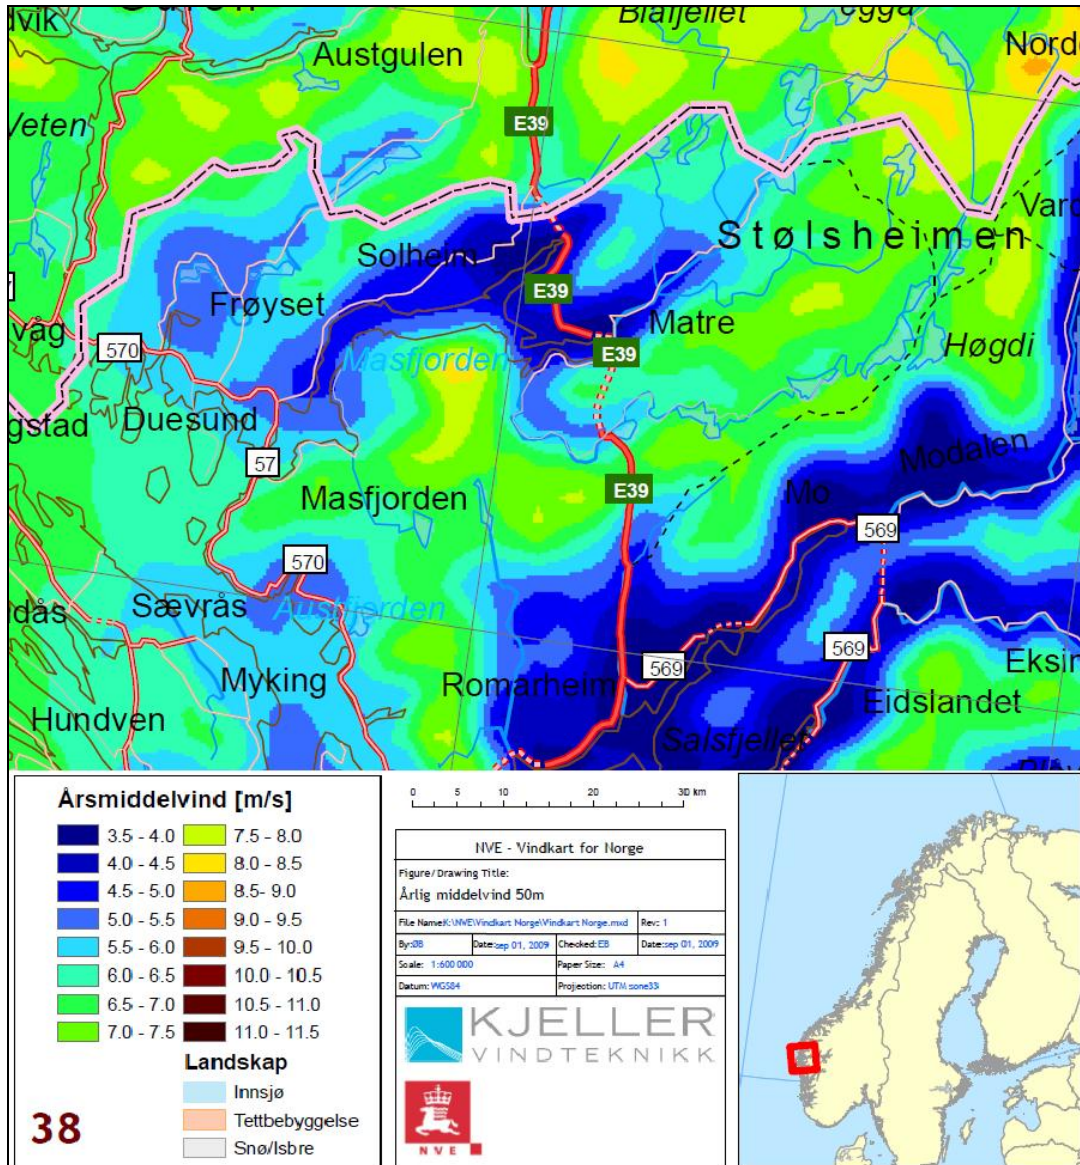 Austgulen
Blåfjellet
Veten
E39
Stølsheimen
Solheim
E39
Frøyset
Matre
570
Masfjorden
E39
Høgdi
Duesund
57
Modalen
Masfjorden
E39
Mo
569
570
Sævrås
Austfjorden
569
Myking
Romarheim
569
Eidslandet
Hundven
Salsfjellet
Årsmiddelvind [m/s]
3.5 - 4.0
4.0 - 4.5
4.5 - 5.0
5.0 - 5.5
5.5 - 6.0
6.0 - 6.5
6.5 - 7.0
7.0 - 7.5
7.5 - 8.0
8.0 - 8.5
8.5 - 9.0
9.0 - 9.5
9.5 - 10.0
10.0 - 10.5
10.5 - 11.0
11.0 - 11.5
Landskap
Innsjø
Tettbebyggelse
Snø/Isbre
38
0 5 10 20 30 km
NVE - Vindkart for Norge
Figure/Drawing Title:
Årlig middelvind 50m
File Name:K:\NVE\Vindkart Norge\Vindkart Norge.mxd Rev: 1
By:ØB Date:sep 01, 2009 Checked:EB Date:sep 01, 2009
Scale: 1:600 000 Paper Size: A4
Datum: WGS84 Projection: UTM sone33
KJELLER
VINDTEKNIKK
NVE